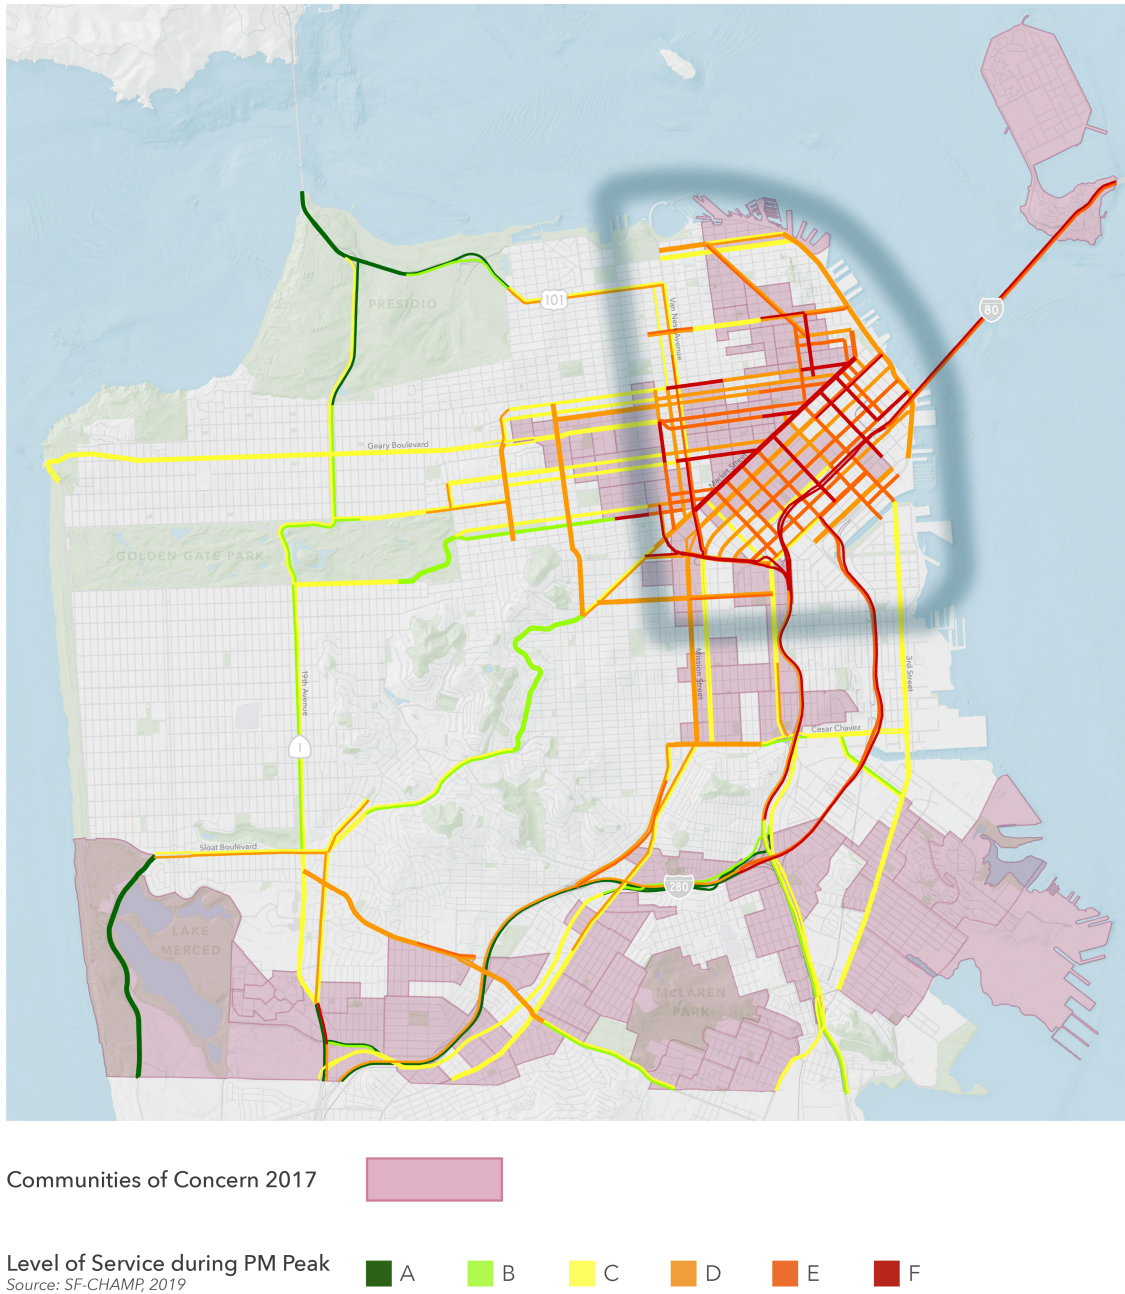 PRESIDIO
101
Van Ness Avenue
80
Geary Boulevard
Market Street
GOLDEN GATE PARK
19th Avenue
Mission Street
3rd Street
1
Cesar Chavez
Sloat Boulevard
280
LAKE
MERCED
MCLAREN
PARK
Communities of Concern 2017
Level of Service during PM Peak
A B C D E F
Source: SF-CHAMP, 2019